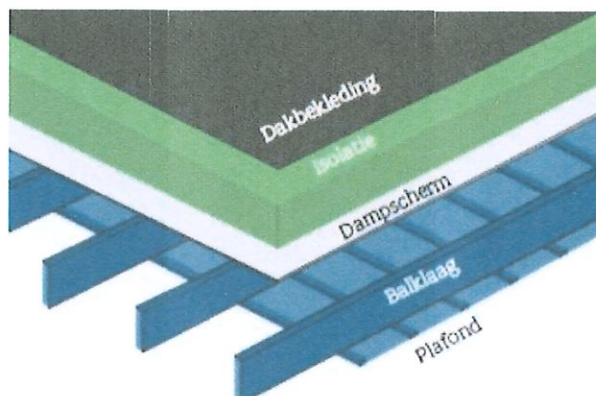 Dakbekleding
Isolatie
Dampscherm
Balklaag
Plafond